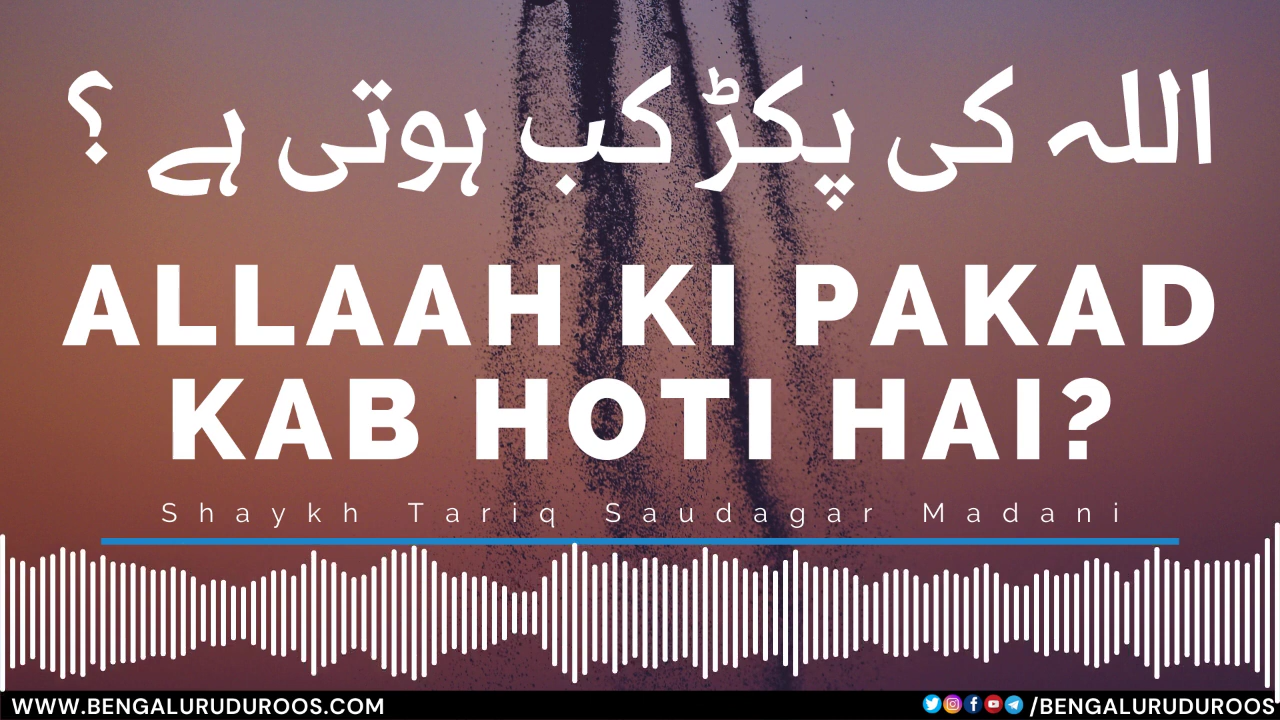 اللہ کی پکڑ کب ہوتی ہے ؟
ALLAAH KI PAKAD
KAB HOTI HAI?
Shaykh Tariq Saudagar Madani
WWW.BENGALURUDUROOS.COM
/BENGALURUDUROOS